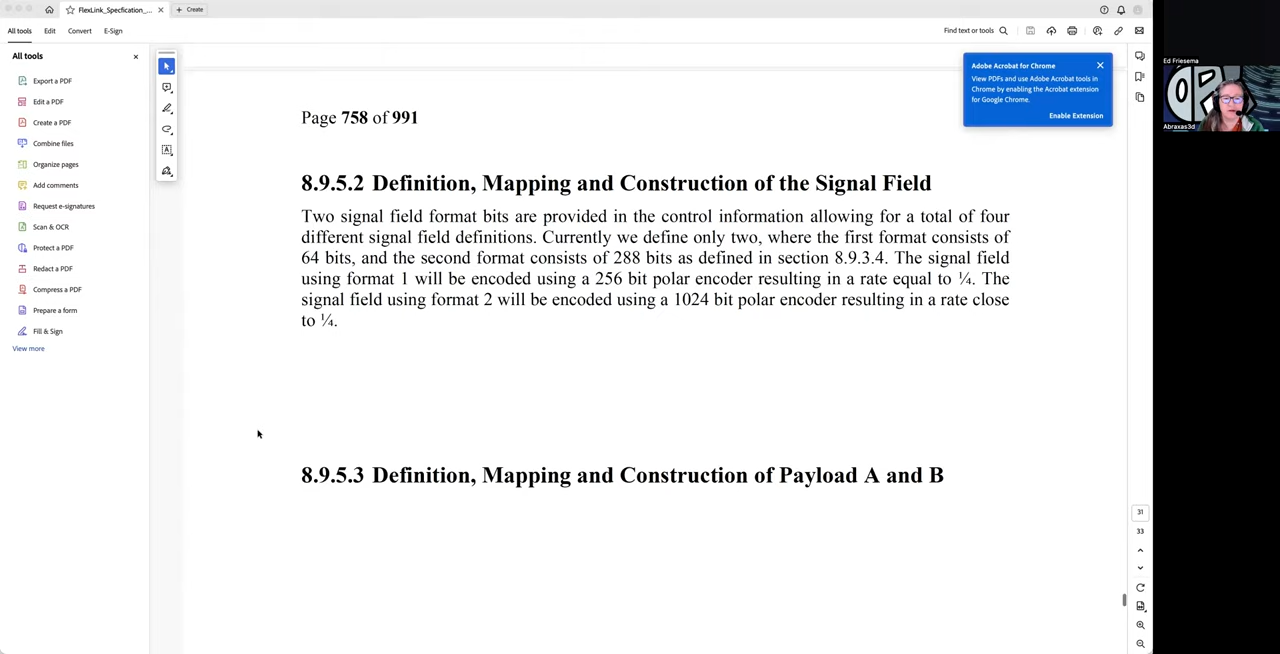 FlexLink_Specfication_...
Create
All tools
Edit
Convert
E-Sign
Find text or tools
All tools
Export a PDF
Edit a PDF
Create a PDF
Combine files
Organize pages
Add comments
Request e-signatures
Scan & OCR
Protect a PDF
Redact a PDF
Compress a PDF
Prepare a form
Fill & Sign
View more
Adobe Acrobat for Chrome
View PDFs and use Adobe Acrobat tools in
Chrome by enabling the Acrobat extension
for Google Chrome.
Enable Extension
Page 758 of 991
8.9.5.2 Definition, Mapping and Construction of the Signal Field
Two signal field format bits are provided in the control information allowing for a total of four
different signal field definitions. Currently we define only two, where the first format consists of
64 bits, and the second format consists of 288 bits as defined in section 8.9.3.4. The signal field
using format 1 will be encoded using a 256 bit polar encoder resulting in a rate equal to ¼. The
signal field using format 2 will be encoded using a 1024 bit polar encoder resulting in a rate close
to ¼.
8.9.5.3 Definition, Mapping and Construction of Payload A and B
31
33
Ed Friesema
OP
Abraxas3d